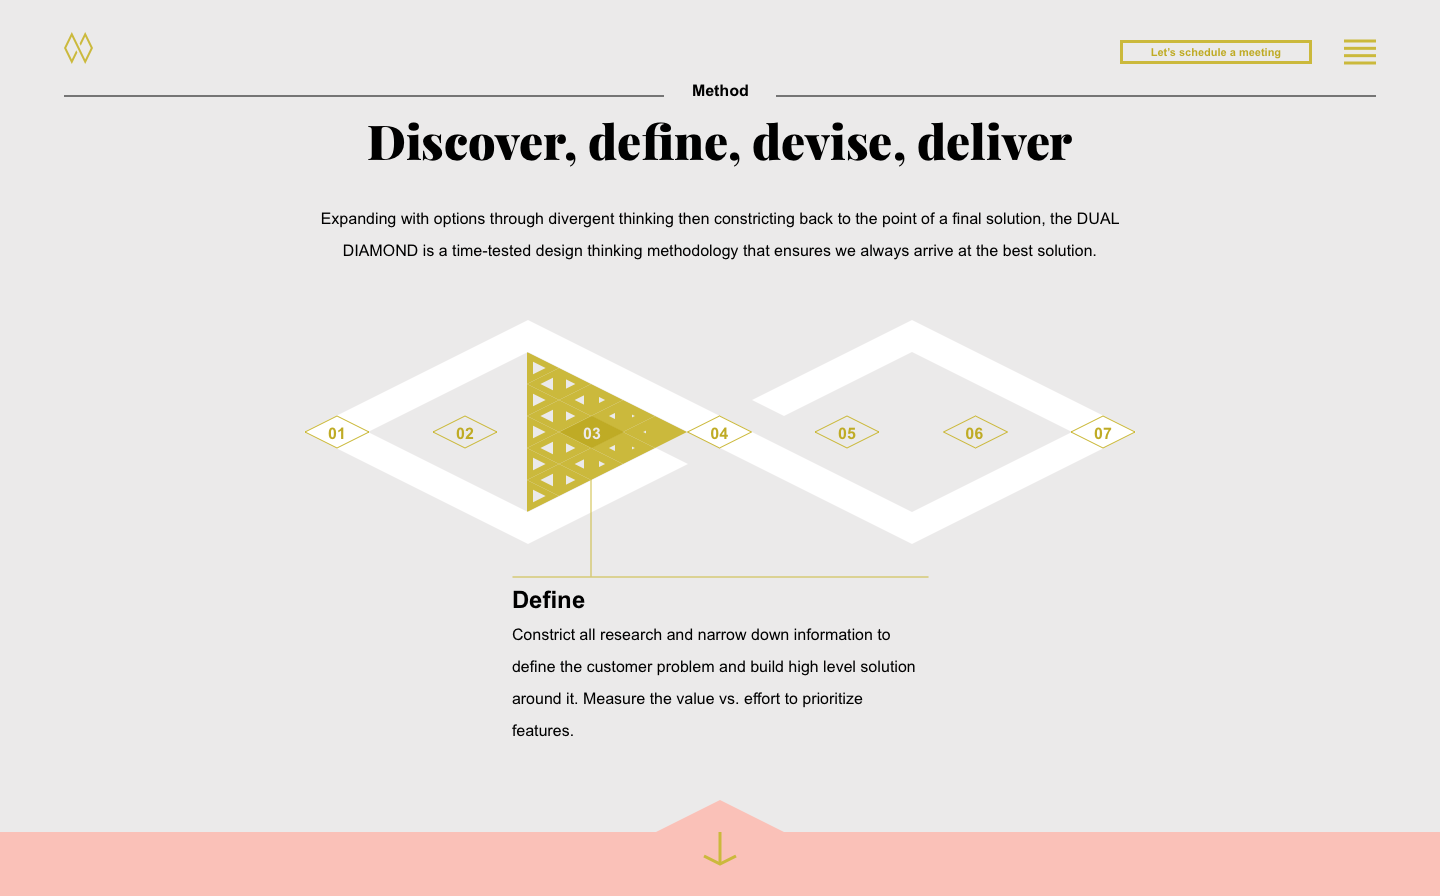 Let's schedule a meeting
Method
Discover, define, devise, deliver
Expanding with options through divergent thinking then constricting back to the point of a final solution, the DUAL
DIAMOND is a time-tested design thinking methodology that ensures we always arrive at the best solution.
01 02 03 04 05 06 07
Define
Constrict all research and narrow down information to
define the customer problem and build high level solution
around it. Measure the value vs. effort to prioritize
features.